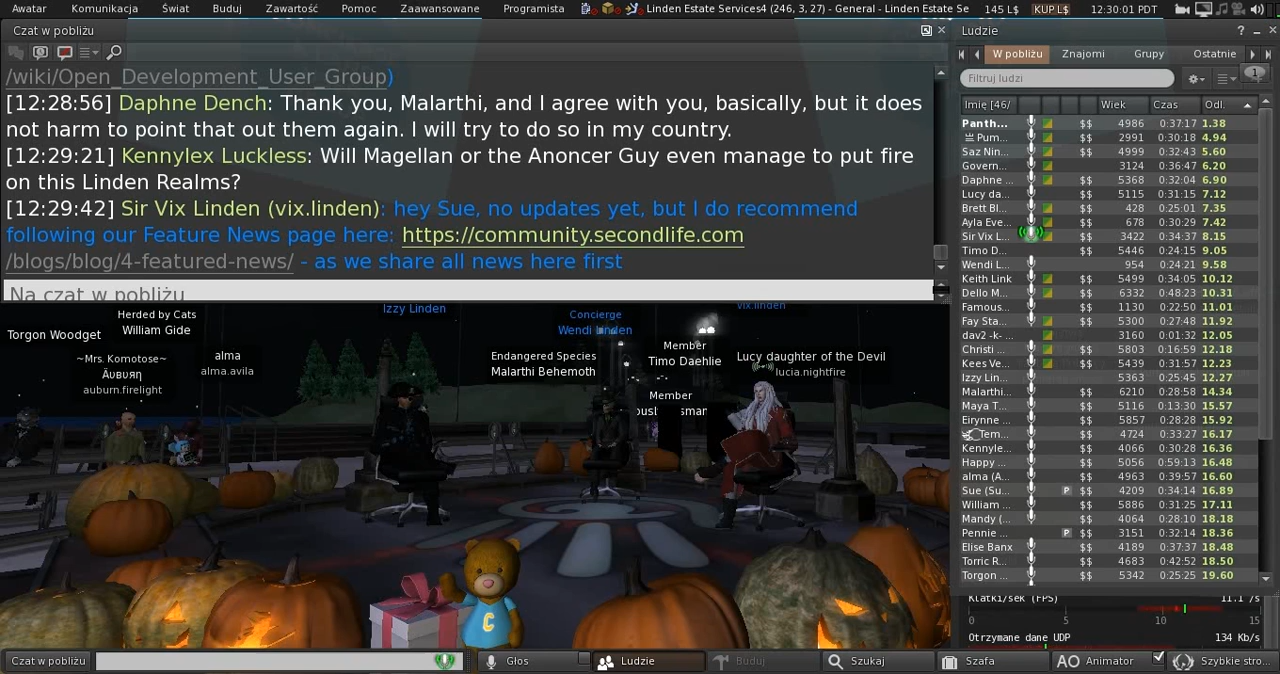 Awatar Komunikacja Świat Buduj Zawartość Pomoc Zaawansowane Programista Linden Estate Services4 (246, 3, 27) - General - Linden Estate Se 145 L$ KUP L$ 12:30:01 PDT
Czat w pobliżu
/wiki/Open_Development_User_Group)
[12:28:56] Daphne Dench: Thank you, Malarthi, and I agree with you, basically, but it does
not harm to point that out them again. I will try to do so in my country.
[12:29:21] Kennylex Luckless: Will Magellan or the Anoncer Guy even manage to put fire
on this Linden Realms?
[12:29:42] Sir Vix Linden (vix.linden): hey Sue, no updates yet, but I do recommend
following our Feature News page here: https://community.secondlife.com
/blogs/blog/4-featured-news/ - as we share all news here first
Na czat w pobliżu
Izzy Linden
vix.linden
Herded by Cats
William Gide
Torgon Woodget
~Mrs. Komotose~
auburn.firelight
alma
alma.avila
Concierge
Wendi Linden
Endangered Species
Malarthi Behemoth
Member
Timo Daehlie
Lucy daughter of the Devil
lucia.nightfire
Member
C
Ludzie
? _ ×
W pobliżu Znajomi Grupy Ostatnie
1
Filtruj ludzi
Imię [46/ Wiek Czas Odl.
Panth... $$ 4986 0:37:17 1.38
Pum... $$ 2991 0:30:18 4.94
Saz Nin... $$ 4999 0:32:43 5.60
Govern... 3124 0:36:47 6.20
Daphne ... $$ 5368 0:32:04 6.90
Lucy da... $$ 5115 0:31:15 7.12
Brett Bl... $$ 428 0:25:01 7.35
Ayla Eve... $$ 678 0:30:29 7.42
Sir Vix L... $$ 3422 0:34:37 8.15
Timo D... $$ 5446 0:24:15 9.05
Wendi L... 954 0:24:21 9.58
Keith Lint $$ 5499 0:34:05 10.12
Dello M... $$ 6332 0:48:23 10.31
Famous... $$ 1130 0:22:50 11.01
Fay Sta... $$ 5300 0:27:48 11.92
dav2 -k- ... 3160 0:01:32 12.05
Christi ... $$ 5803 0:16:59 12.18
Kees Ve... $$ 5439 0:31:57 12.23
Izzy Lin... 5363 0:25:45 12.27
Malarthi... $$ 6210 0:28:58 14.34
Maya T... $$ 5116 0:13:30 15.57
Eirynne ... $$ 5857 0:28:28 15.92
Tem... $$ 4724 0:33:27 16.17
Kennyle... $$ 4066 0:30:28 16.36
Happy ... $$ 5056 0:59:13 16.48
alma (A... $$ 4963 0:39:57 16.60
Sue (Su... P $$ 4209 0:34:14 16.89
William ... $$ 5886 0:31:25 17.11
Mandy (... $$ 4064 0:28:10 18.18
Pennie ... P $$ 3151 0:32:14 18.36
Elise Banx $$ 4189 0:37:37 18.48
Torric R... $$ 4683 0:42:52 18.50
Torgon ... $$ 5342 0:25:25 19.60
Klatki/sek (FPS) 11.1 /s
0 5 10 15
Otrzymane dane UDP 134 Kb/s
Czat w pobliżu Głos Ludzie Buduj Szukaj Szafa AO Animator Szybkie stro...